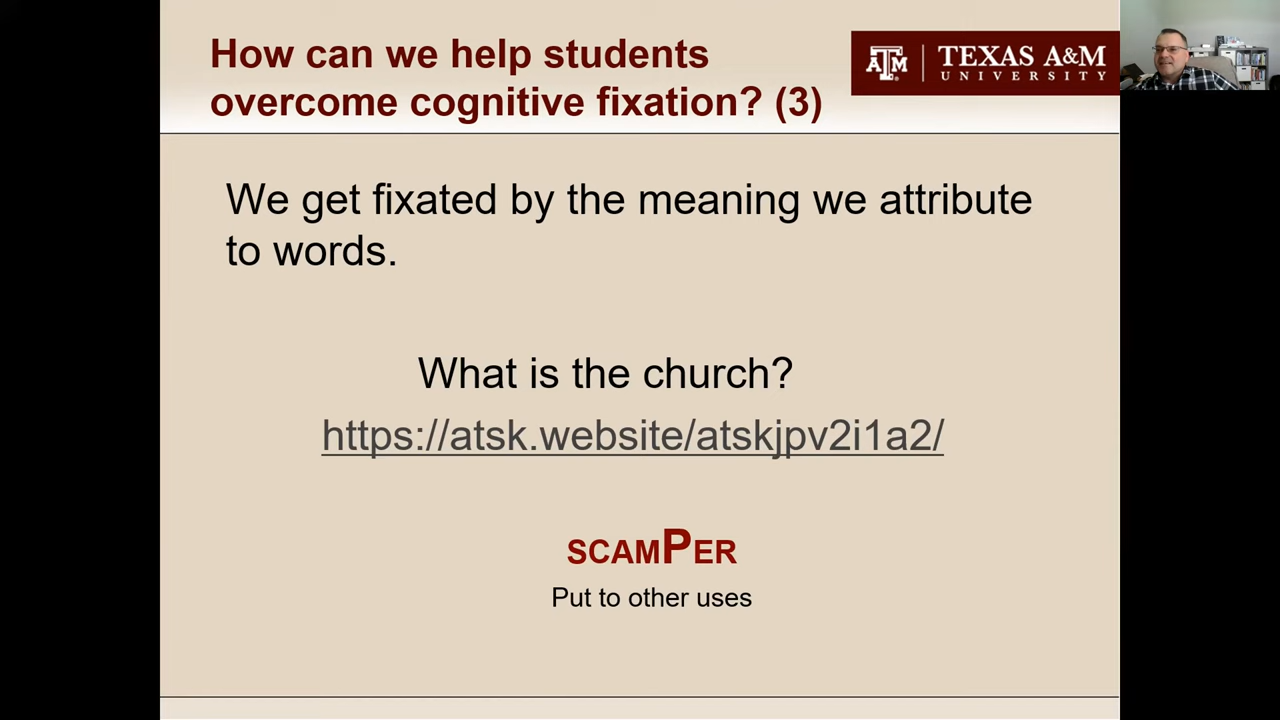 How can we help students
overcome cognitive fixation? (3)
ATM
TEXAS A&M
UNIVERSITY
We get fixated by the meaning we attribute
to words.
What is the church?
https://atsk.website/atskjpv2i1a2/
SCAMPER
Put to other uses